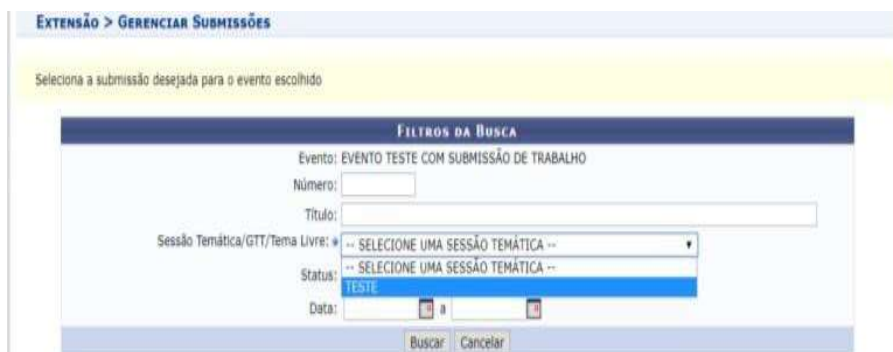 EXTENSÃO > GERENCIAR SUBMISSÕES
Seleciona a submissão desejada para o evento escolhido
FILTROS DA BUSCA
Evento: EVENTO TESTE COM SUBMISSÃO DE TRABALHO
Número:
Título:
Sessão Temática/GTT/Tema Livre: -- SELECIONE UMA SESSÃO TEMÁTICA --
-- SELECIONE UMA SESSÃO TEMÁTICA --
Status:
TESTE
Data: a
Buscar Cancelar